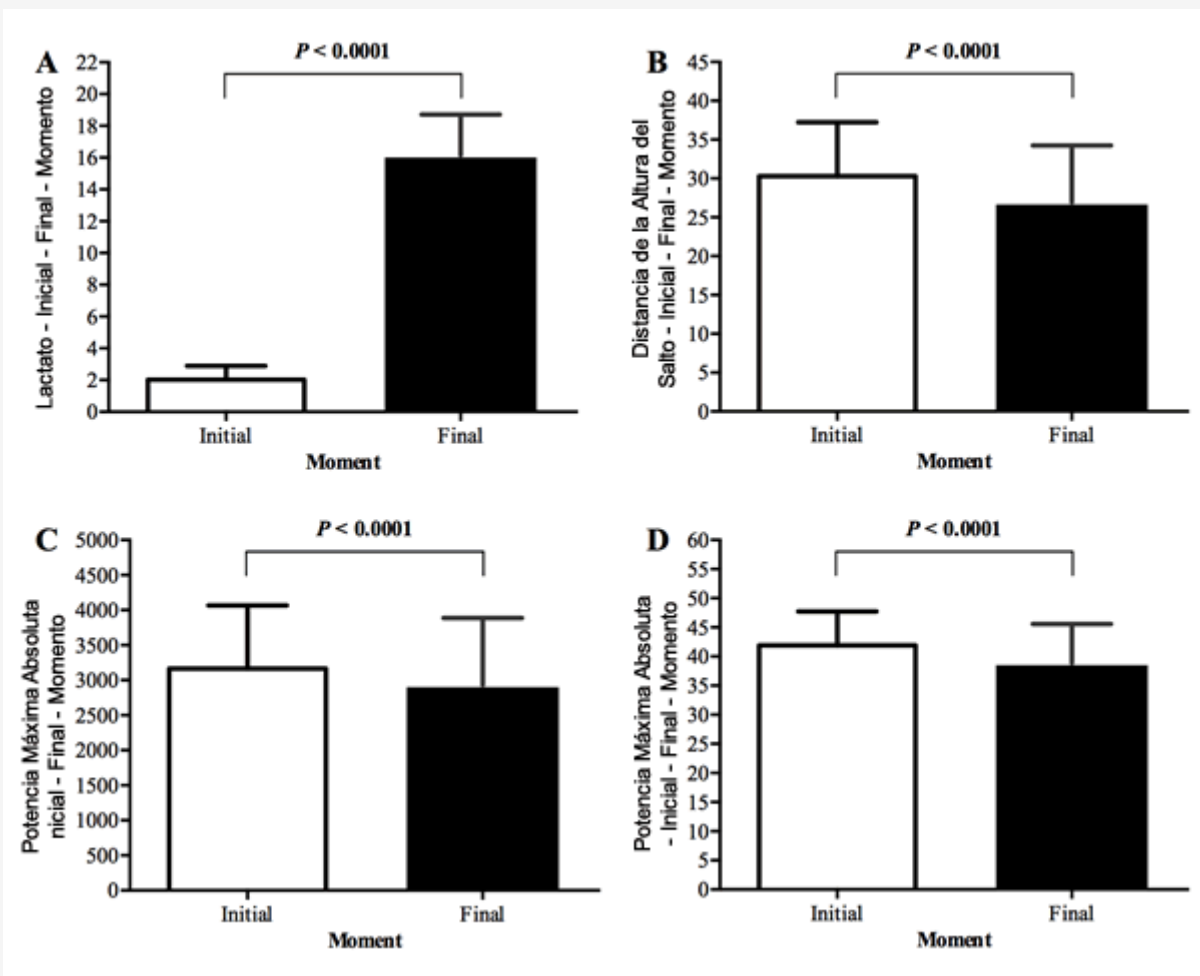 A
P < 0.0001
Lactato - Inicial - Final - Momento
22
20
18
16
14
12
10
8
6
4
2
0
Initial
Final
Moment
B
P < 0.0001
Distancia de la Altura del
Salto - Inicial - Final - Momento
45
40
35
30
25
20
15
10
5
0
Initial
Final
Moment
C
P < 0.0001
Potencia Máxima Absoluta
nicial - Final - Momento
5000
4500
4000
3500
3000
2500
2000
1500
1000
500
0
Initial
Final
Moment
D
P < 0.0001
Potencia Máxima Absoluta
- Inicial - Final - Momento
60
55
50
45
40
35
30
25
20
15
10
5
0
Initial
Final
Moment